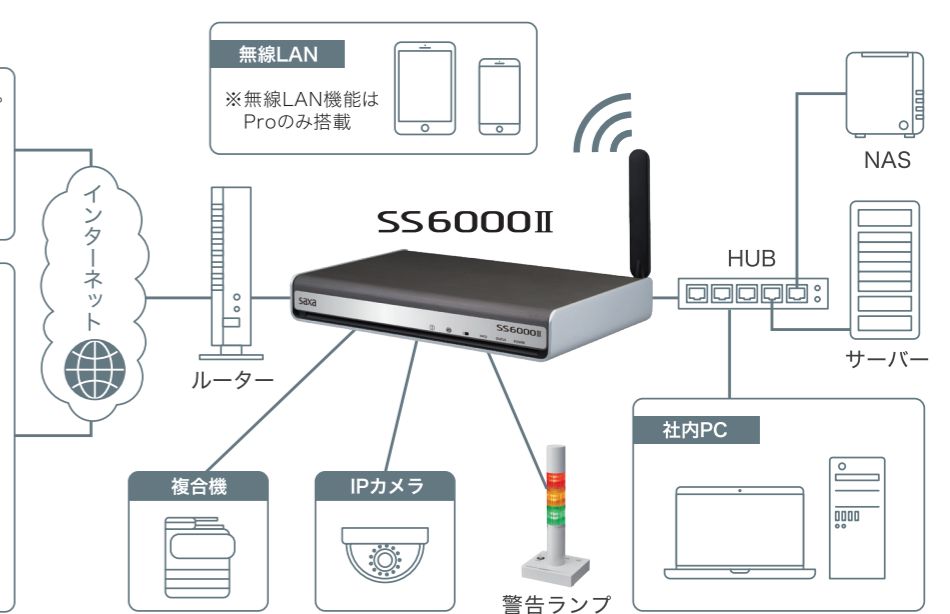 無線LAN
※無線LAN機能は
Proのみ搭載
NAS
インターネット
SS6000Ⅱ
HUB
saxa
SS6000Ⅱ
ルーター
サーバー
社内PC
複合機
IPカメラ
警告ランプ